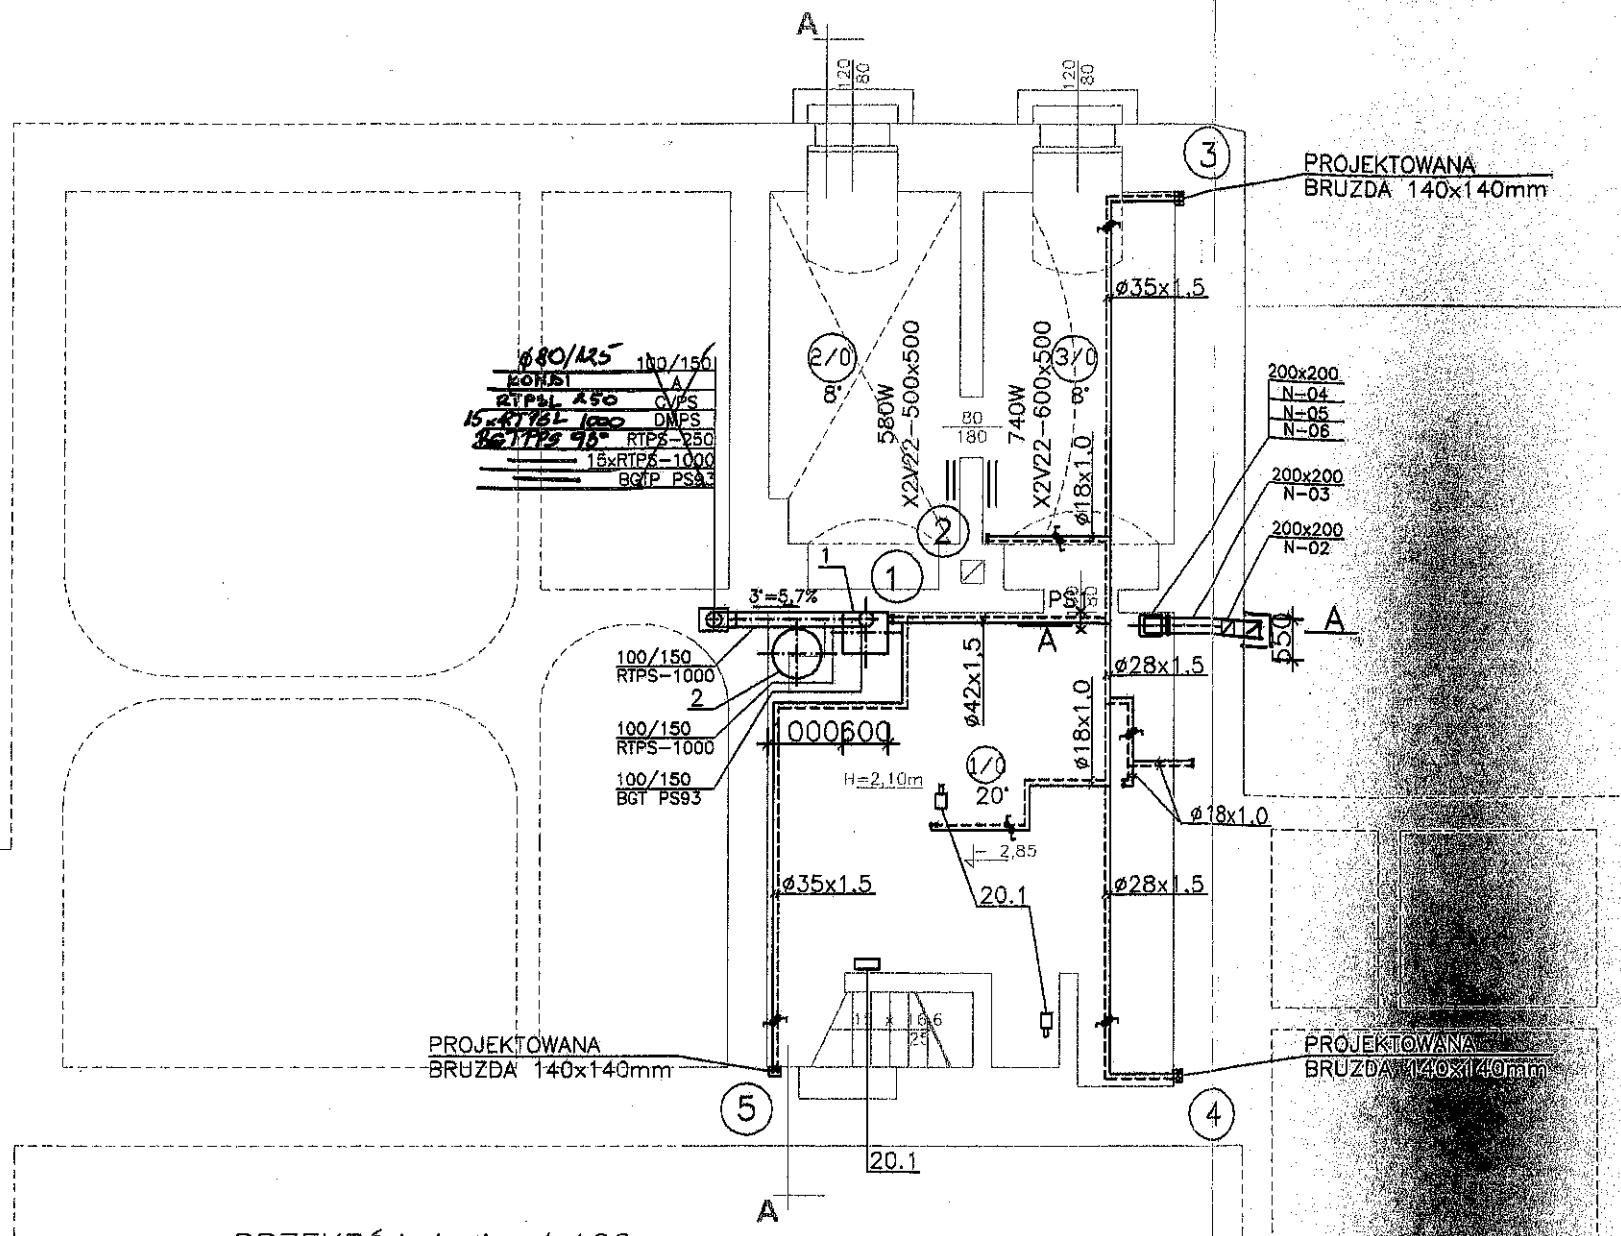 A
120
80
120
80
3
PROJEKTOWANA
BRUZDA 140x140mm
ø35x1.5
ø80/125
100/150
A
RTPSL 250
CVPS
15xRTPSL 1000
DMPS
RTPS-250
15xRTPS-1000
BGTP PS93
2/0
8°
580W
X2V22-500x500
80
180
740W
X2V22-600x500
3/0
8°
ø18x1.0
200x200
N-04
N-05
N-06
200x200
N-03
200x200
N-02
2
1
1
3°=5,7%
PS1
A
A
550
100/150
RTPS-1000
2
100/150
RTPS-1000
100/150
BGT PS93
ø42x1.5
ø28x1.5
ø18x1.0
000600
H=2,10m
1/0
20°
ø18x1.0
- 2,85
ø35x1.5
20.1
ø28x1.5
PROJEKTOWANA
BRUZDA 140x140mm
PROJEKTOWANA
BRUZDA 140x140mm
5
4
20.1
A